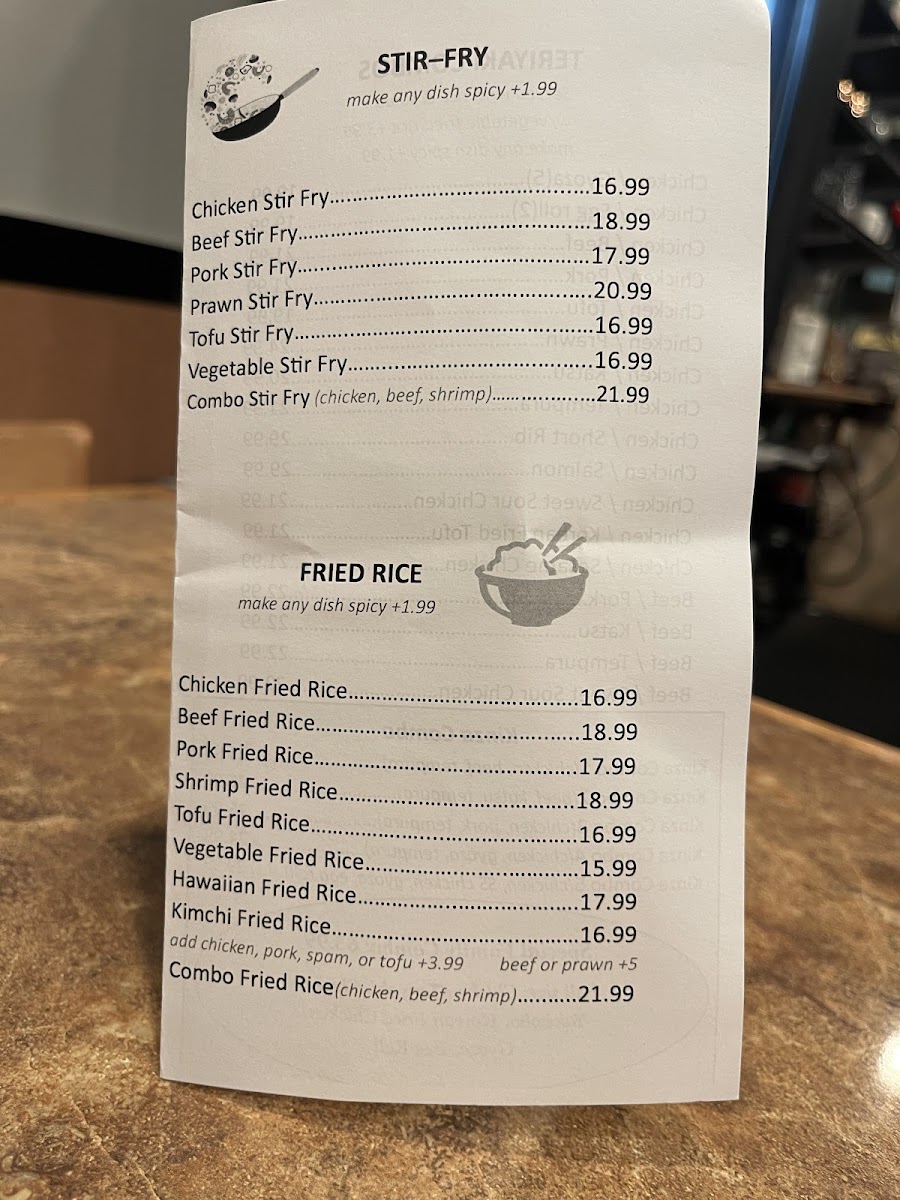 STIR–FRY
make any dish spicy +1.99
Chicken Stir Fry................................................16.99
Beef Stir Fry......................................................18.99
Pork Stir Fry......................................................17.99
Prawn Stir Fry...................................................20.99
Tofu Stir Fry......................................................16.99
Vegetable Stir Fry.............................................16.99
Combo Stir Fry (chicken, beef, shrimp)........................21.99
FRIED RICE
make any dish spicy +1.99
Chicken Fried Rice..........................................16.99
Beef Fried Rice................................................18.99
Pork Fried Rice................................................17.99
Shrimp Fried Rice...........................................18.99
Tofu Fried Rice................................................16.99
Vegetable Fried Rice......................................15.99
Hawaiian Fried Rice........................................17.99
Kimchi Fried Rice............................................16.99
add chicken, pork, spam, or tofu +3.99 beef or prawn +5
Combo Fried Rice(chicken, beef, shrimp)..........21.99